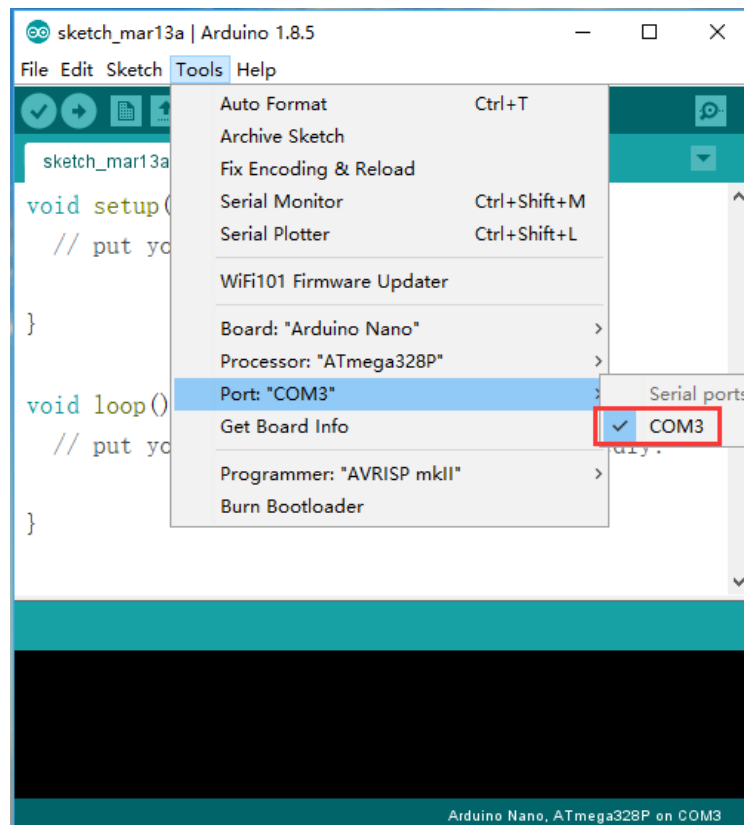 sketch_mar13a | Arduino 1.8.5
File Edit Sketch Tools Help
sketch_mar13a
Auto Format Ctrl+T
Archive Sketch
Fix Encoding & Reload
Serial Monitor Ctrl+Shift+M
Serial Plotter Ctrl+Shift+L
WiFi101 Firmware Updater
Board: "Arduino Nano"
Processor: "ATmega328P"
Port: "COM3"
Get Board Info
Programmer: "AVRISP mkII"
Burn Bootloader
Serial ports
COM3
void setup(
// put yo
}
void loop()
// put yo
}
Arduino Nano, ATmega328P on COM3